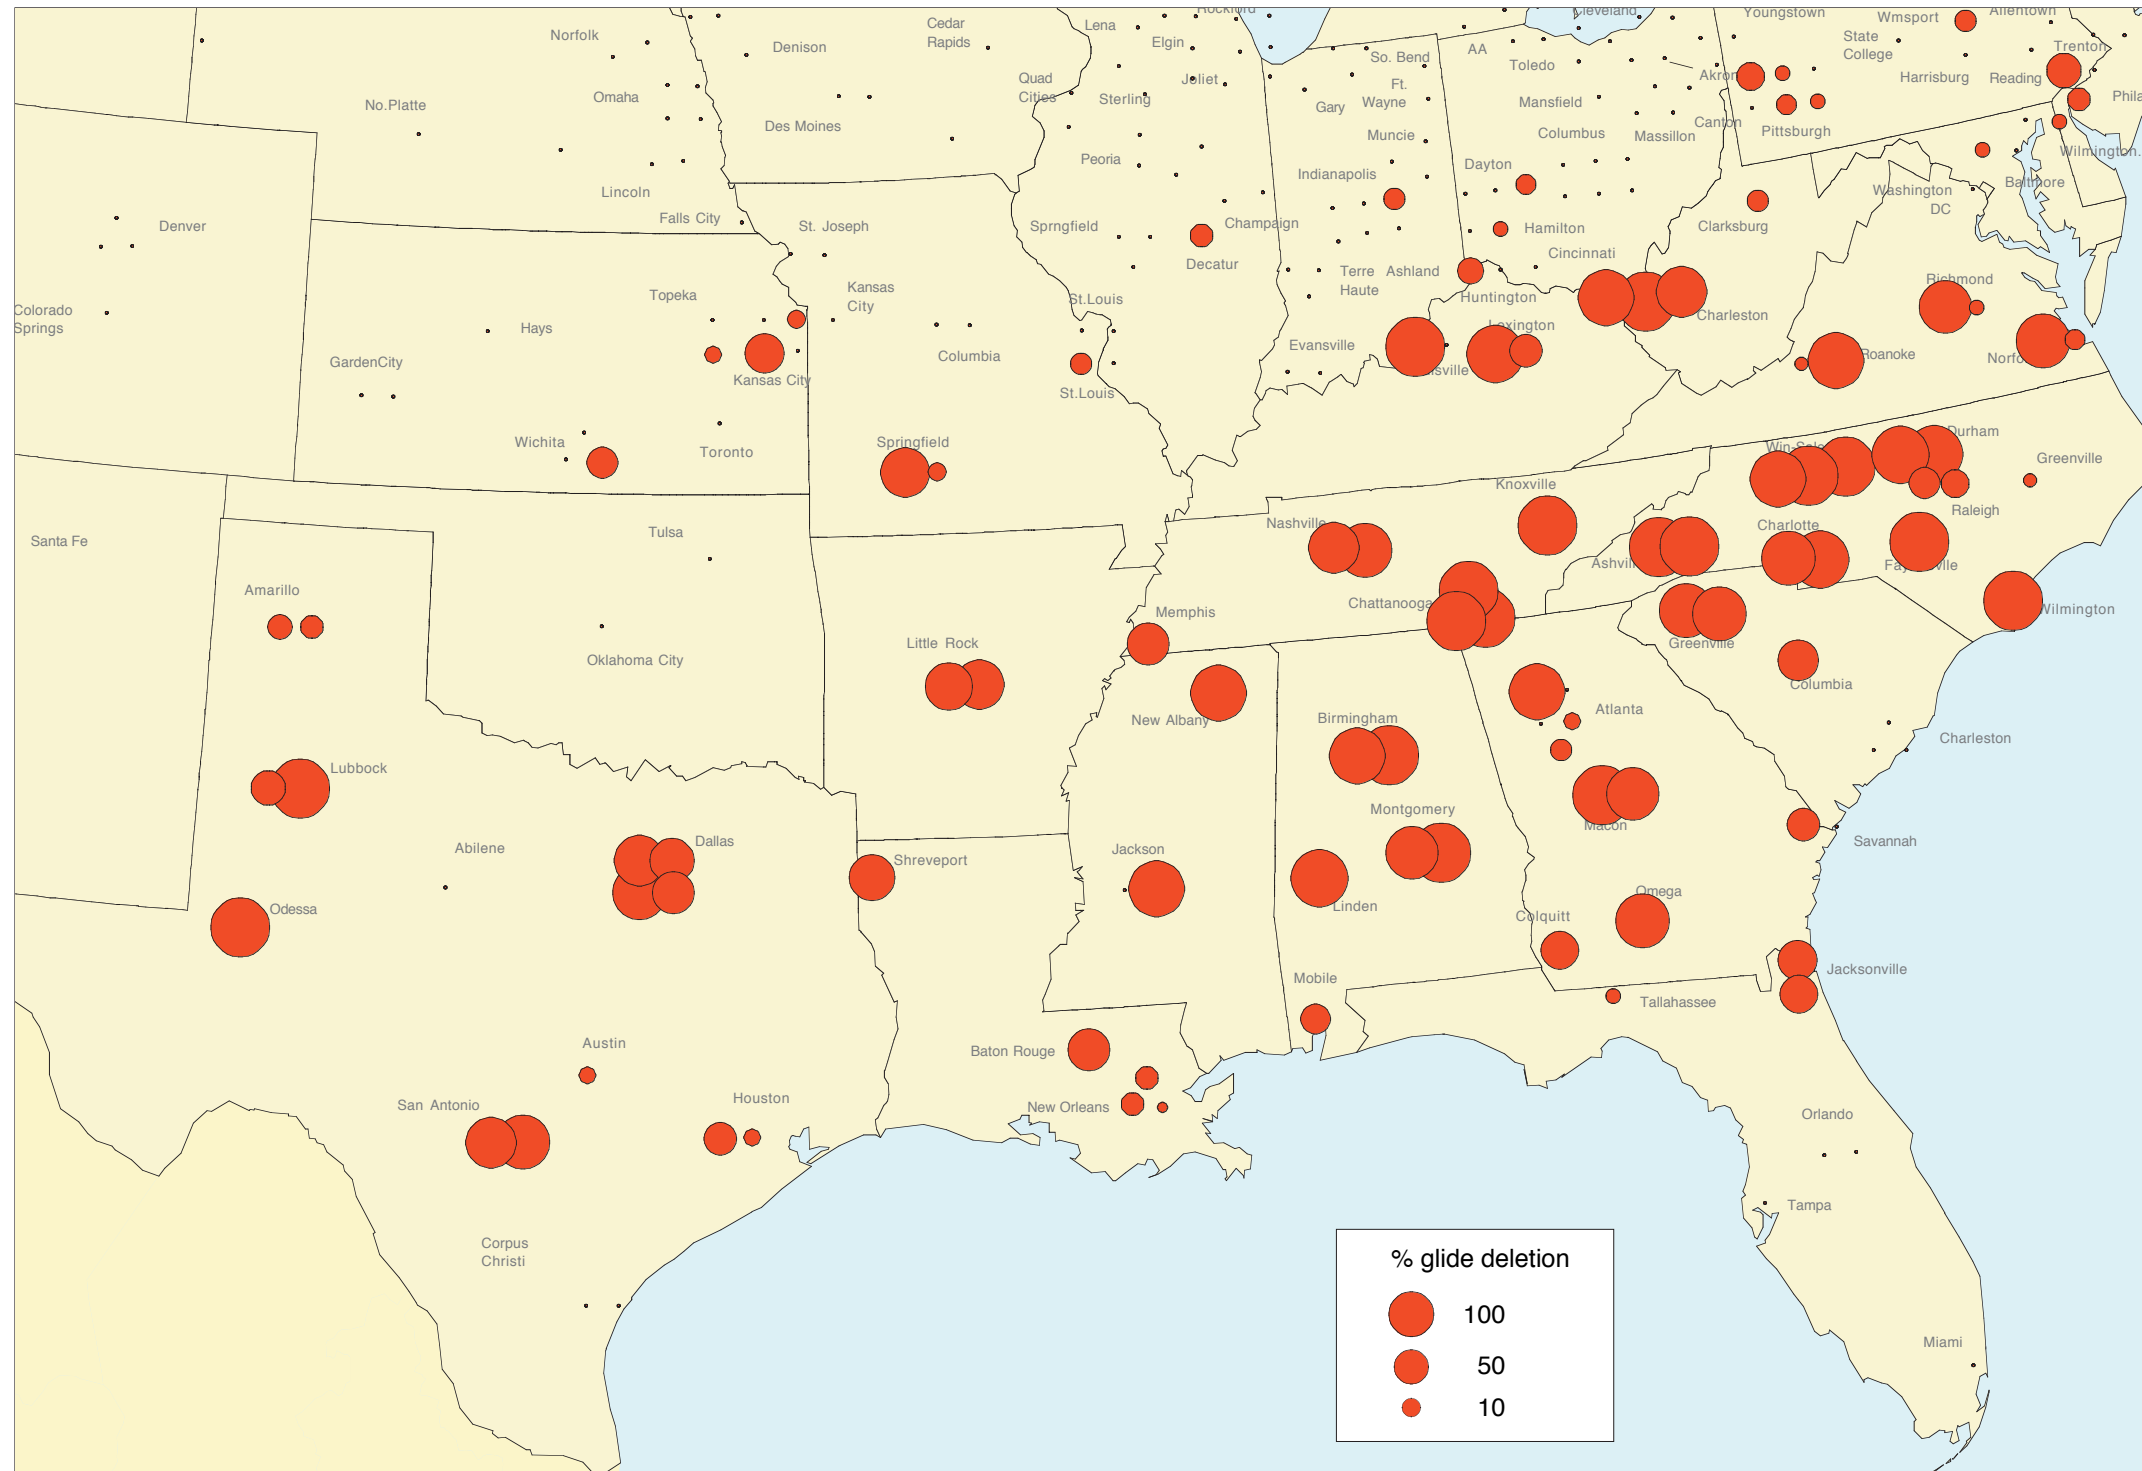 Rockford
Cleveland
Youngstown
Wmsport
Allentown
Norfolk
Cedar
Rapids
Lena
Denison
Elgin
So. Bend
AA
State
College
Trenton
Toledo
Akron
Quad
Cities
Joliet
Ft.
Wayne
Harrisburg
Reading
Omaha
No.Platte
Sterling
Gary
Mansfield
Phila
Des Moines
Muncie
Columbus
Massillon
Canton
Pittsburgh
Peoria
Dayton
Wilmington.
Lincoln
Indianapolis
Washington
DC
Baltimore
Falls City
St. Joseph
Denver
Sprngfield
Champaign
Hamilton
Clarksburg
Cincinnati
Decatur
Terre
Haute
Ashland
Richmond
Topeka
Kansas
City
St.Louis
Huntington
Colorado
Springs
Charleston
Hays
Lexington
GardenCity
Columbia
Evansville
Roanoke
Kansas City
St.Louis
Wichita
Toronto
Springfield
Durham
Greenville
Knoxville
Raleigh
Santa Fe
Tulsa
Nashville
Charlotte
Amarillo
Chattanooga
Memphis
Wilmington
Oklahoma City
Little Rock
Greenville
Columbia
New Albany
Birmingham
Atlanta
Charleston
Lubbock
Montgomery
Macon
Abilene
Dallas
Shreveport
Jackson
Savannah
Odessa
Linden
Omega
Colquitt
Mobile
Jacksonville
Tallahassee
Austin
Baton Rouge
San Antonio
Houston
New Orleans
Orlando
Tampa
Corpus
Christi
Miami
% glide deletion
100
50
10